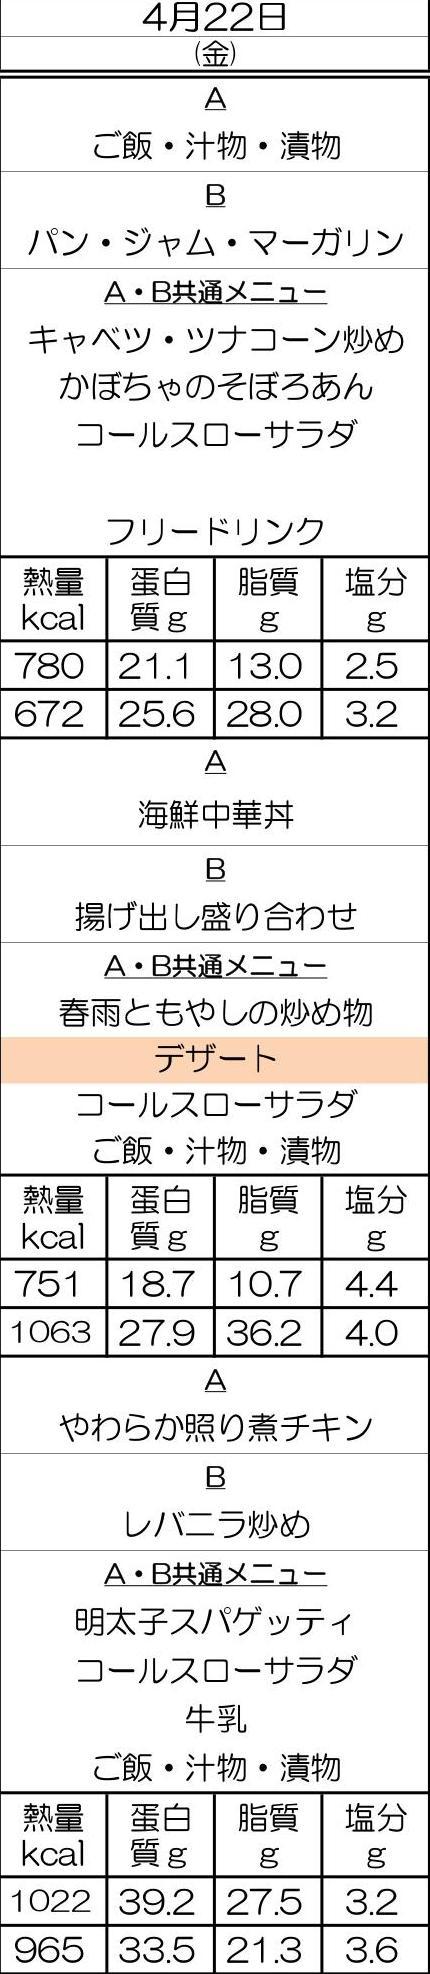 4月22日
(金)
A
ご飯・汁物・漬物
B
パン・ジャム・マーガリン
A・B共通メニュー
キャベツ・ツナコーン炒め
かぼちゃのそぼろあん
コールスローサラダ
フリードリンク
熱量 蛋白 脂質 塩分
kcal 質g g g
780 21.1 13.0 2.5
672 25.6 28.0 3.2
A
海鮮中華丼
B
揚げ出し盛り合わせ
A・B共通メニュー
春雨ともやしの炒め物
デザート
コールスローサラダ
ご飯・汁物・漬物
熱量 蛋白 脂質 塩分
kcal 質g g g
751 18.7 10.7 4.4
1063 27.9 36.2 4.0
A
やわらか照り煮チキン
B
レバニラ炒め
A・B共通メニュー
明太子スパゲッティ
コールスローサラダ
牛乳
ご飯・汁物・漬物
熱量 蛋白 脂質 塩分
kcal 質g g g
1022 39.2 27.5 3.2
965 33.5 21.3 3.6